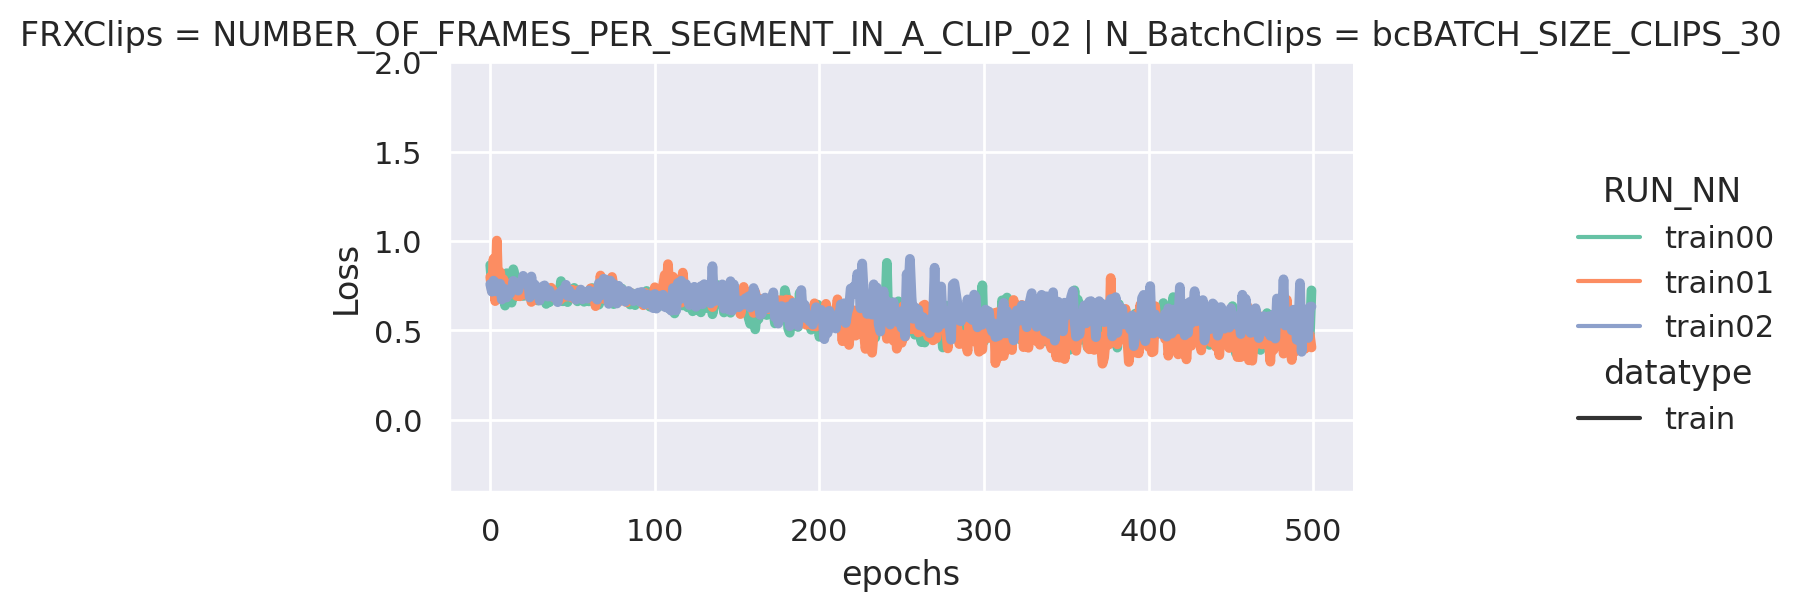 FRXClips = NUMBER_OF_FRAMES_PER_SEGMENT_IN_A_CLIP_02 | N_BatchClips = bcBATCH_SIZE_CLIPS_30
2.0
1.5
1.0
0.5
0.0
Loss
0 100 200 300 400 500
epochs
RUN_NN
train00
train01
train02
datatype
train